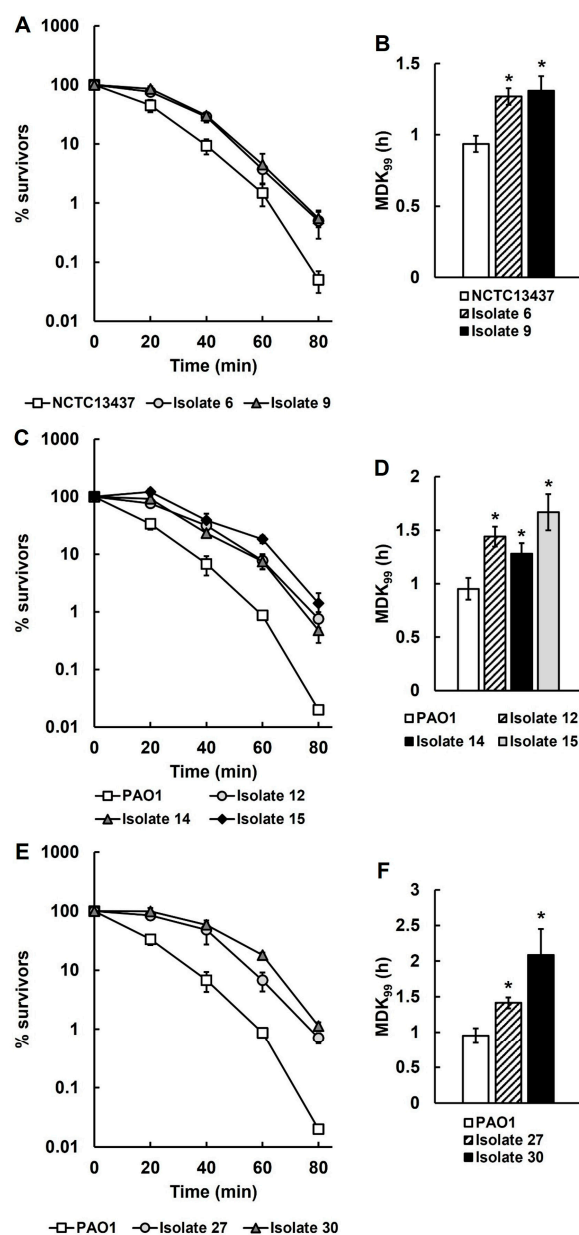 A
% survivors
1000
100
10
1
0.1
0.01
0 20 40 60 80
Time (min)
NCTC13437 Isolate 6 Isolate 9
B
MDK99 (h)
1.5
1
0.5
0
* *
NCTC13437
Isolate 6
Isolate 9
C
% survivors
1000
100
10
1
0.1
0.01
0 20 40 60 80
Time (min)
PAO1 Isolate 12
Isolate 14 Isolate 15
D
MDK99 (h)
2
1.5
1
0.5
0
* * *
PAO1 Isolate 12
Isolate 14 Isolate 15
E
% survivors
1000
100
10
1
0.1
0.01
0 20 40 60 80
Time (min)
PAO1 Isolate 27 Isolate 30
F
MDK99 (h)
3
2.5
2
1.5
1
0.5
0
* *
PAO1
Isolate 27
Isolate 30